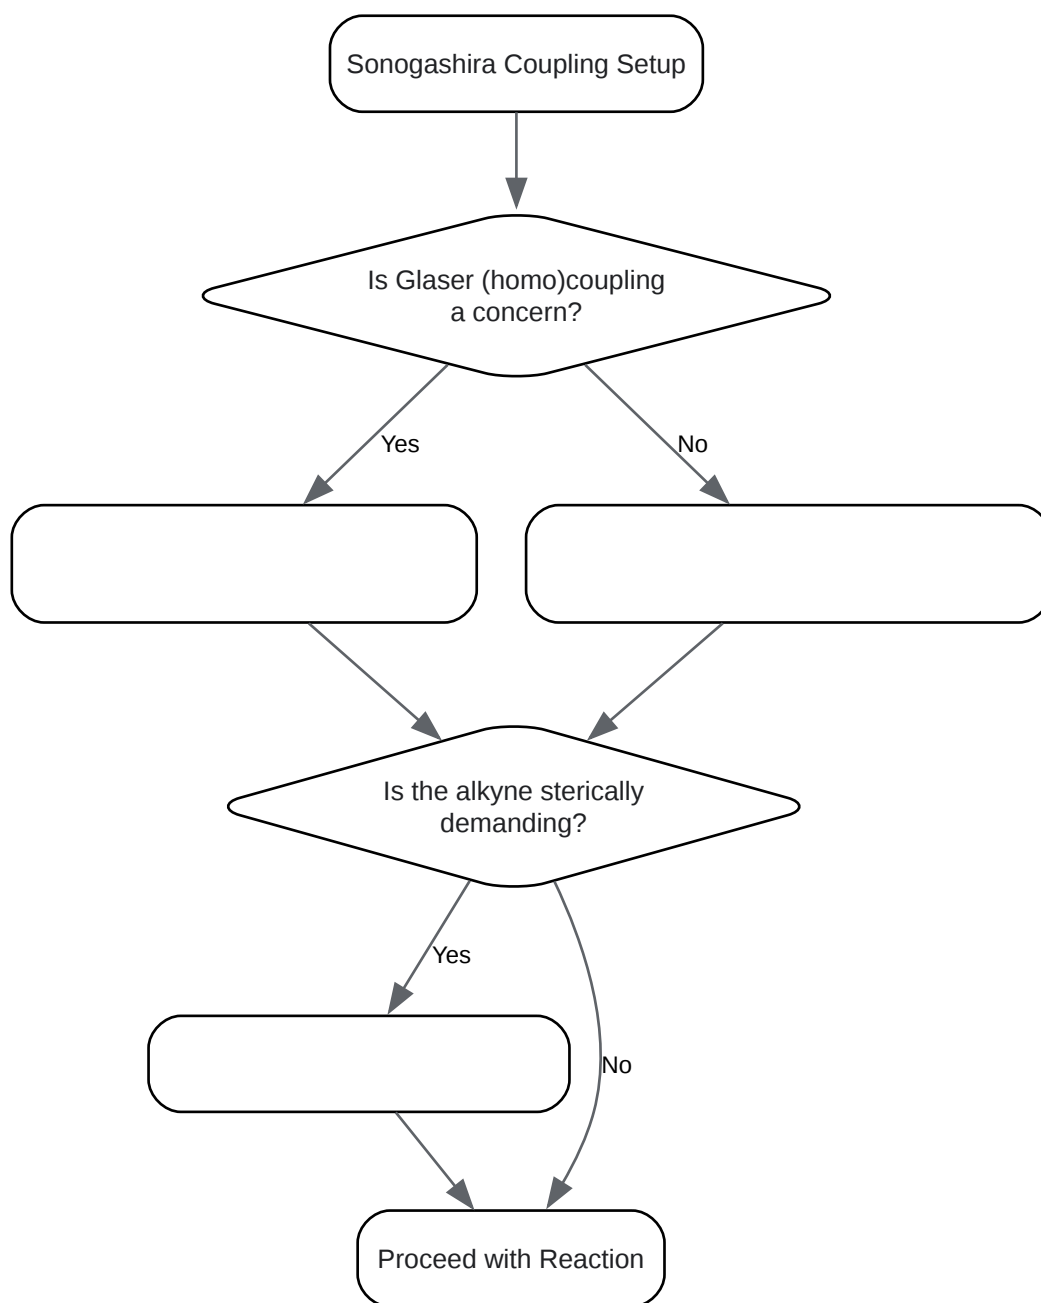 Sonogashira Coupling Setup
Is Glaser (homo)coupling
a concern?
Yes
No
Is the alkyne sterically
demanding?
Yes
No
Proceed with Reaction